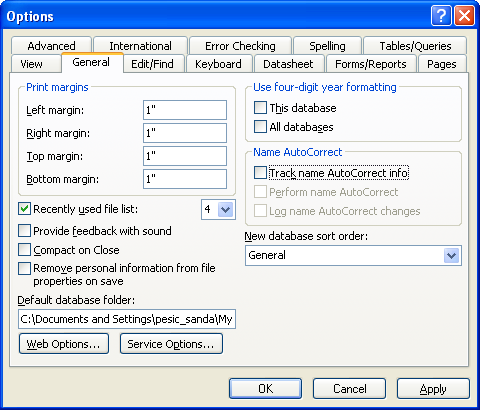 Options
Advanced International Error Checking Spelling Tables/Queries
View General Edit/Find Keyboard Datasheet Forms/Reports Pages
Print margins
Left margin: 1"
Right margin: 1"
Top margin: 1"
Bottom margin: 1"
Recently used file list: 4
Provide feedback with sound
Compact on Close
Remove personal information from file
properties on save
Default database folder:
C:\Documents and Settings\pesic_sanda\My
Web Options... Service Options...
Use four-digit year formatting
This database
All databases
Name AutoCorrect
Track name AutoCorrect info
Perform name AutoCorrect
Log name AutoCorrect changes
New database sort order:
General
OK Cancel Apply